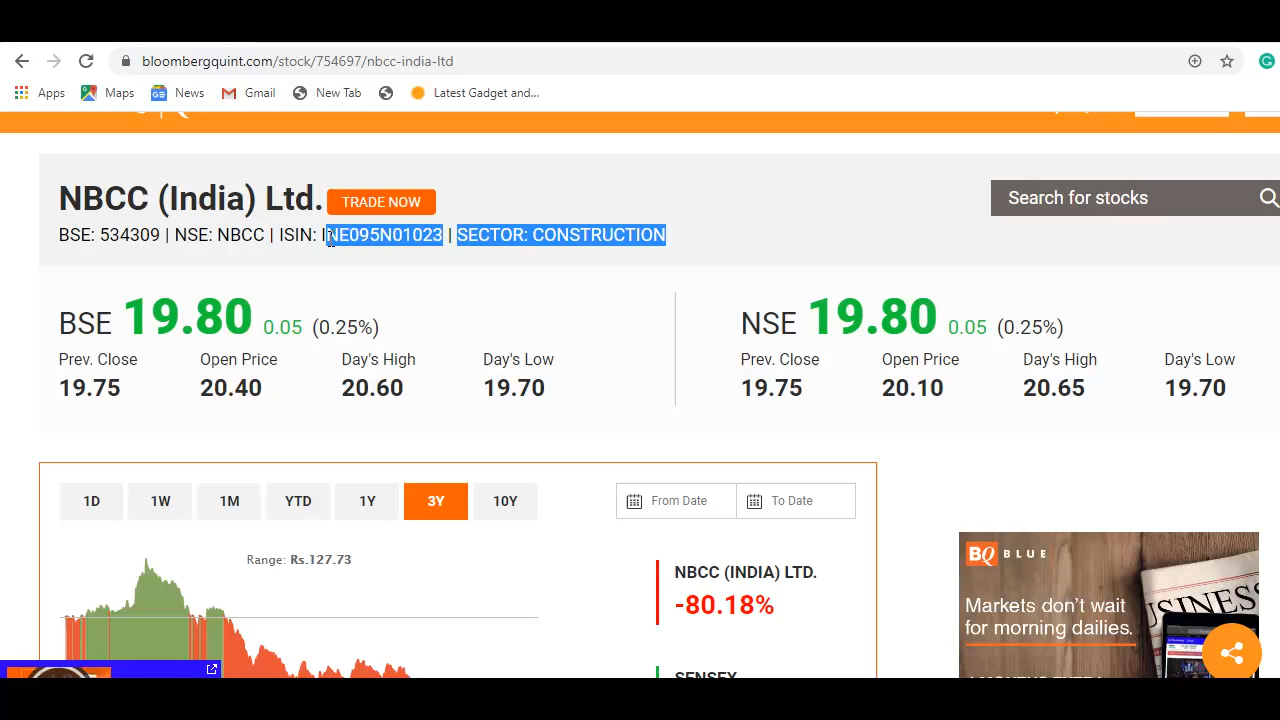 bloombergquint.com/stock/754697/nbcc-india-ltd
Apps Maps News Gmail New Tab Latest Gadget and...
NBCC (India) Ltd. TRADE NOW
Search for stocks
BSE: 534309 | NSE: NBCC | ISIN: INE095N01023 | SECTOR: CONSTRUCTION
BSE 19.80 0.05 (0.25%)
Prev. Close Open Price Day's High Day's Low
19.75 20.40 20.60 19.70
NSE 19.80 0.05 (0.25%)
Prev. Close Open Price Day's High Day's Low
19.75 20.10 20.65 19.70
1D 1W 1M YTD 1Y 3Y 10Y
From Date To Date
Range: Rs.127.73
NBCC (INDIA) LTD.
-80.18%
SENSEX
BQ BLUE
Markets don't wait
for morning dailies.